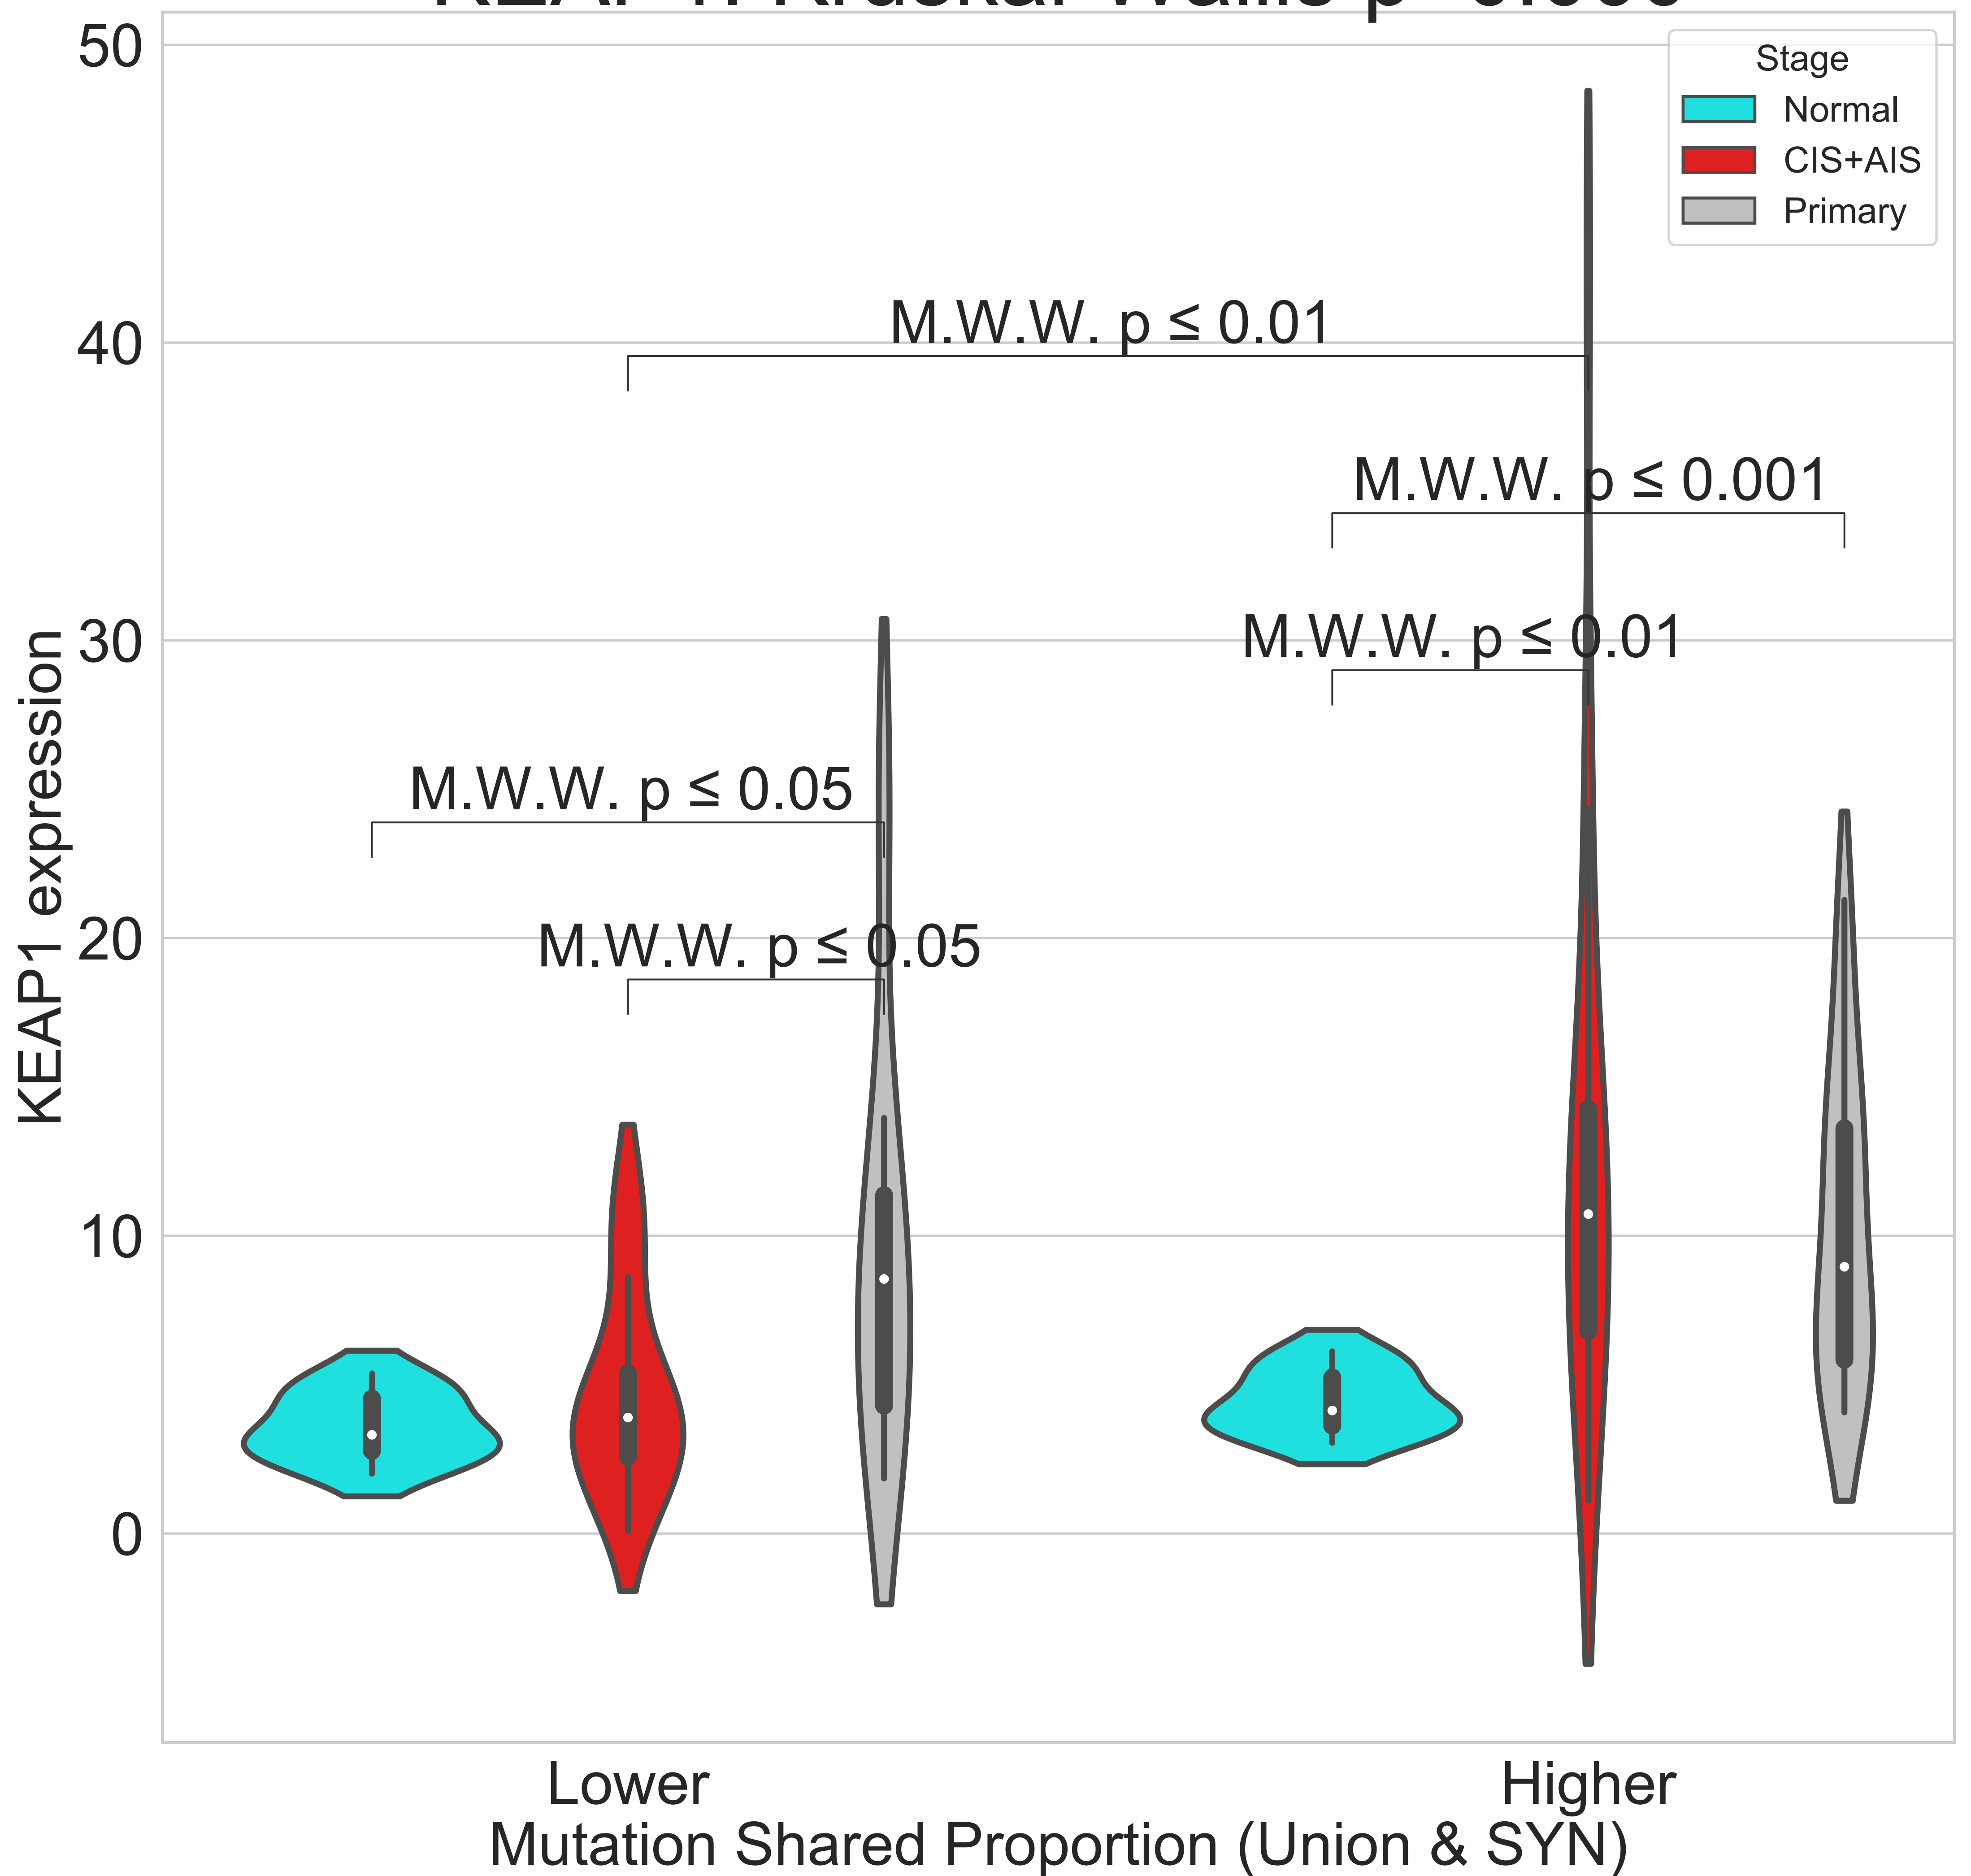 50
Stage
Normal
CIS+AIS
Primary
M.W.W. p ≤ 0.01
40
M.W.W. p ≤ 0.001
30
M.W.W. p ≤ 0.01
M.W.W. p ≤ 0.05
20
M.W.W. p ≤ 0.05
10
0
KEAP1 expression
Lower
Higher
Mutation Shared Proportion (Union & SYN)